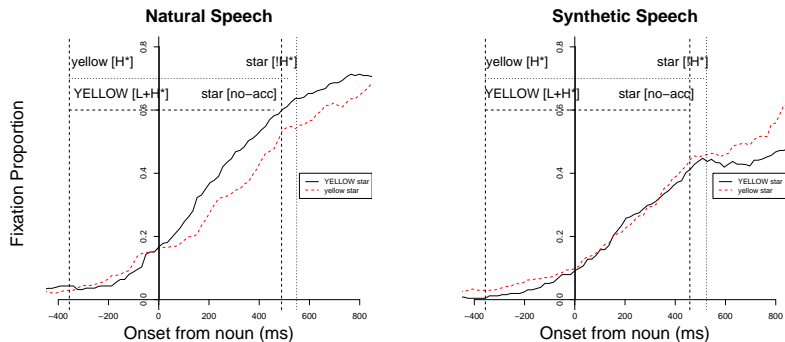 Natural Speech
Fixation Proportion
0.0 0.2 0.4 0.6 0.8
yellow [H*] star [!H*]
YELLOW [L+H*] star [no-acc]
YELLOW star
yellow star
-400 -200 0 200 400 600 800
Onset from noun (ms)
Synthetic Speech
0.0 0.2 0.4 0.6 0.8
yellow [H*] star [!H*]
YELLOW [L+H*] star [no-acc]
YELLOW star
yellow star
-400 -200 0 200 400 600 800
Onset from noun (ms)